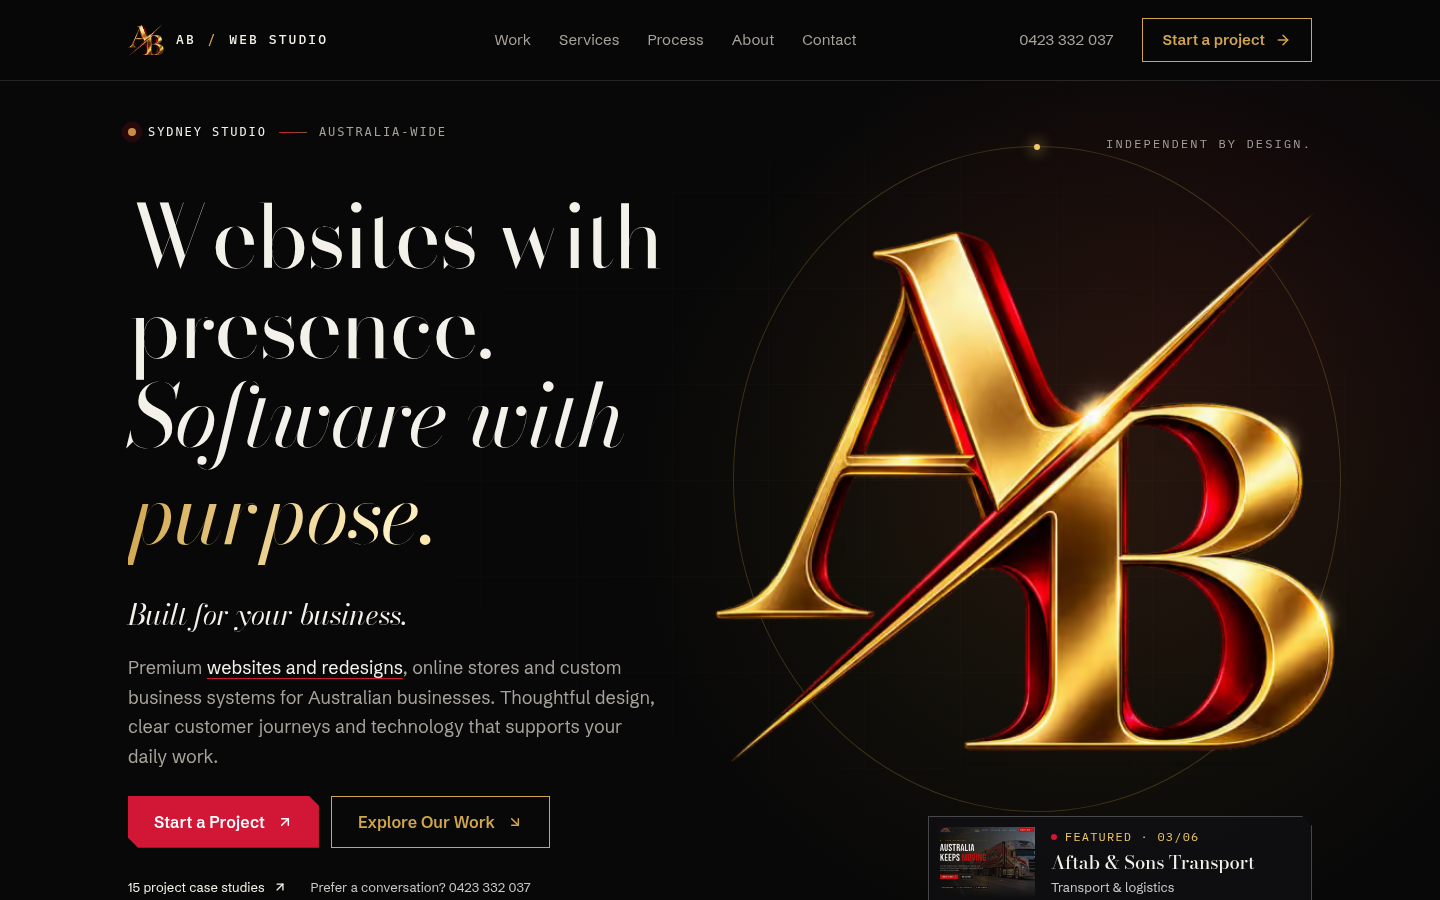 AB / WEB STUDIO
Work
Services
Process
About
Contact
0423 332 037
Start a project
SYDNEY STUDIO
AUSTRALIA-WIDE
INDEPENDENT BY DESIGN.
Websites with
presence.
Software with
purpose.
AB
Built for your business.
Premium websites and redesigns, online stores and custom
business systems for Australian businesses. Thoughtful design,
clear customer journeys and technology that supports your
daily work.
Start a Project
Explore Our Work
15 project case studies
Prefer a conversation? 0423 332 037
AUSTRALIA
KEEPS MOVING
FEATURED · 03/06
Aftab & Sons Transport
Transport & logistics